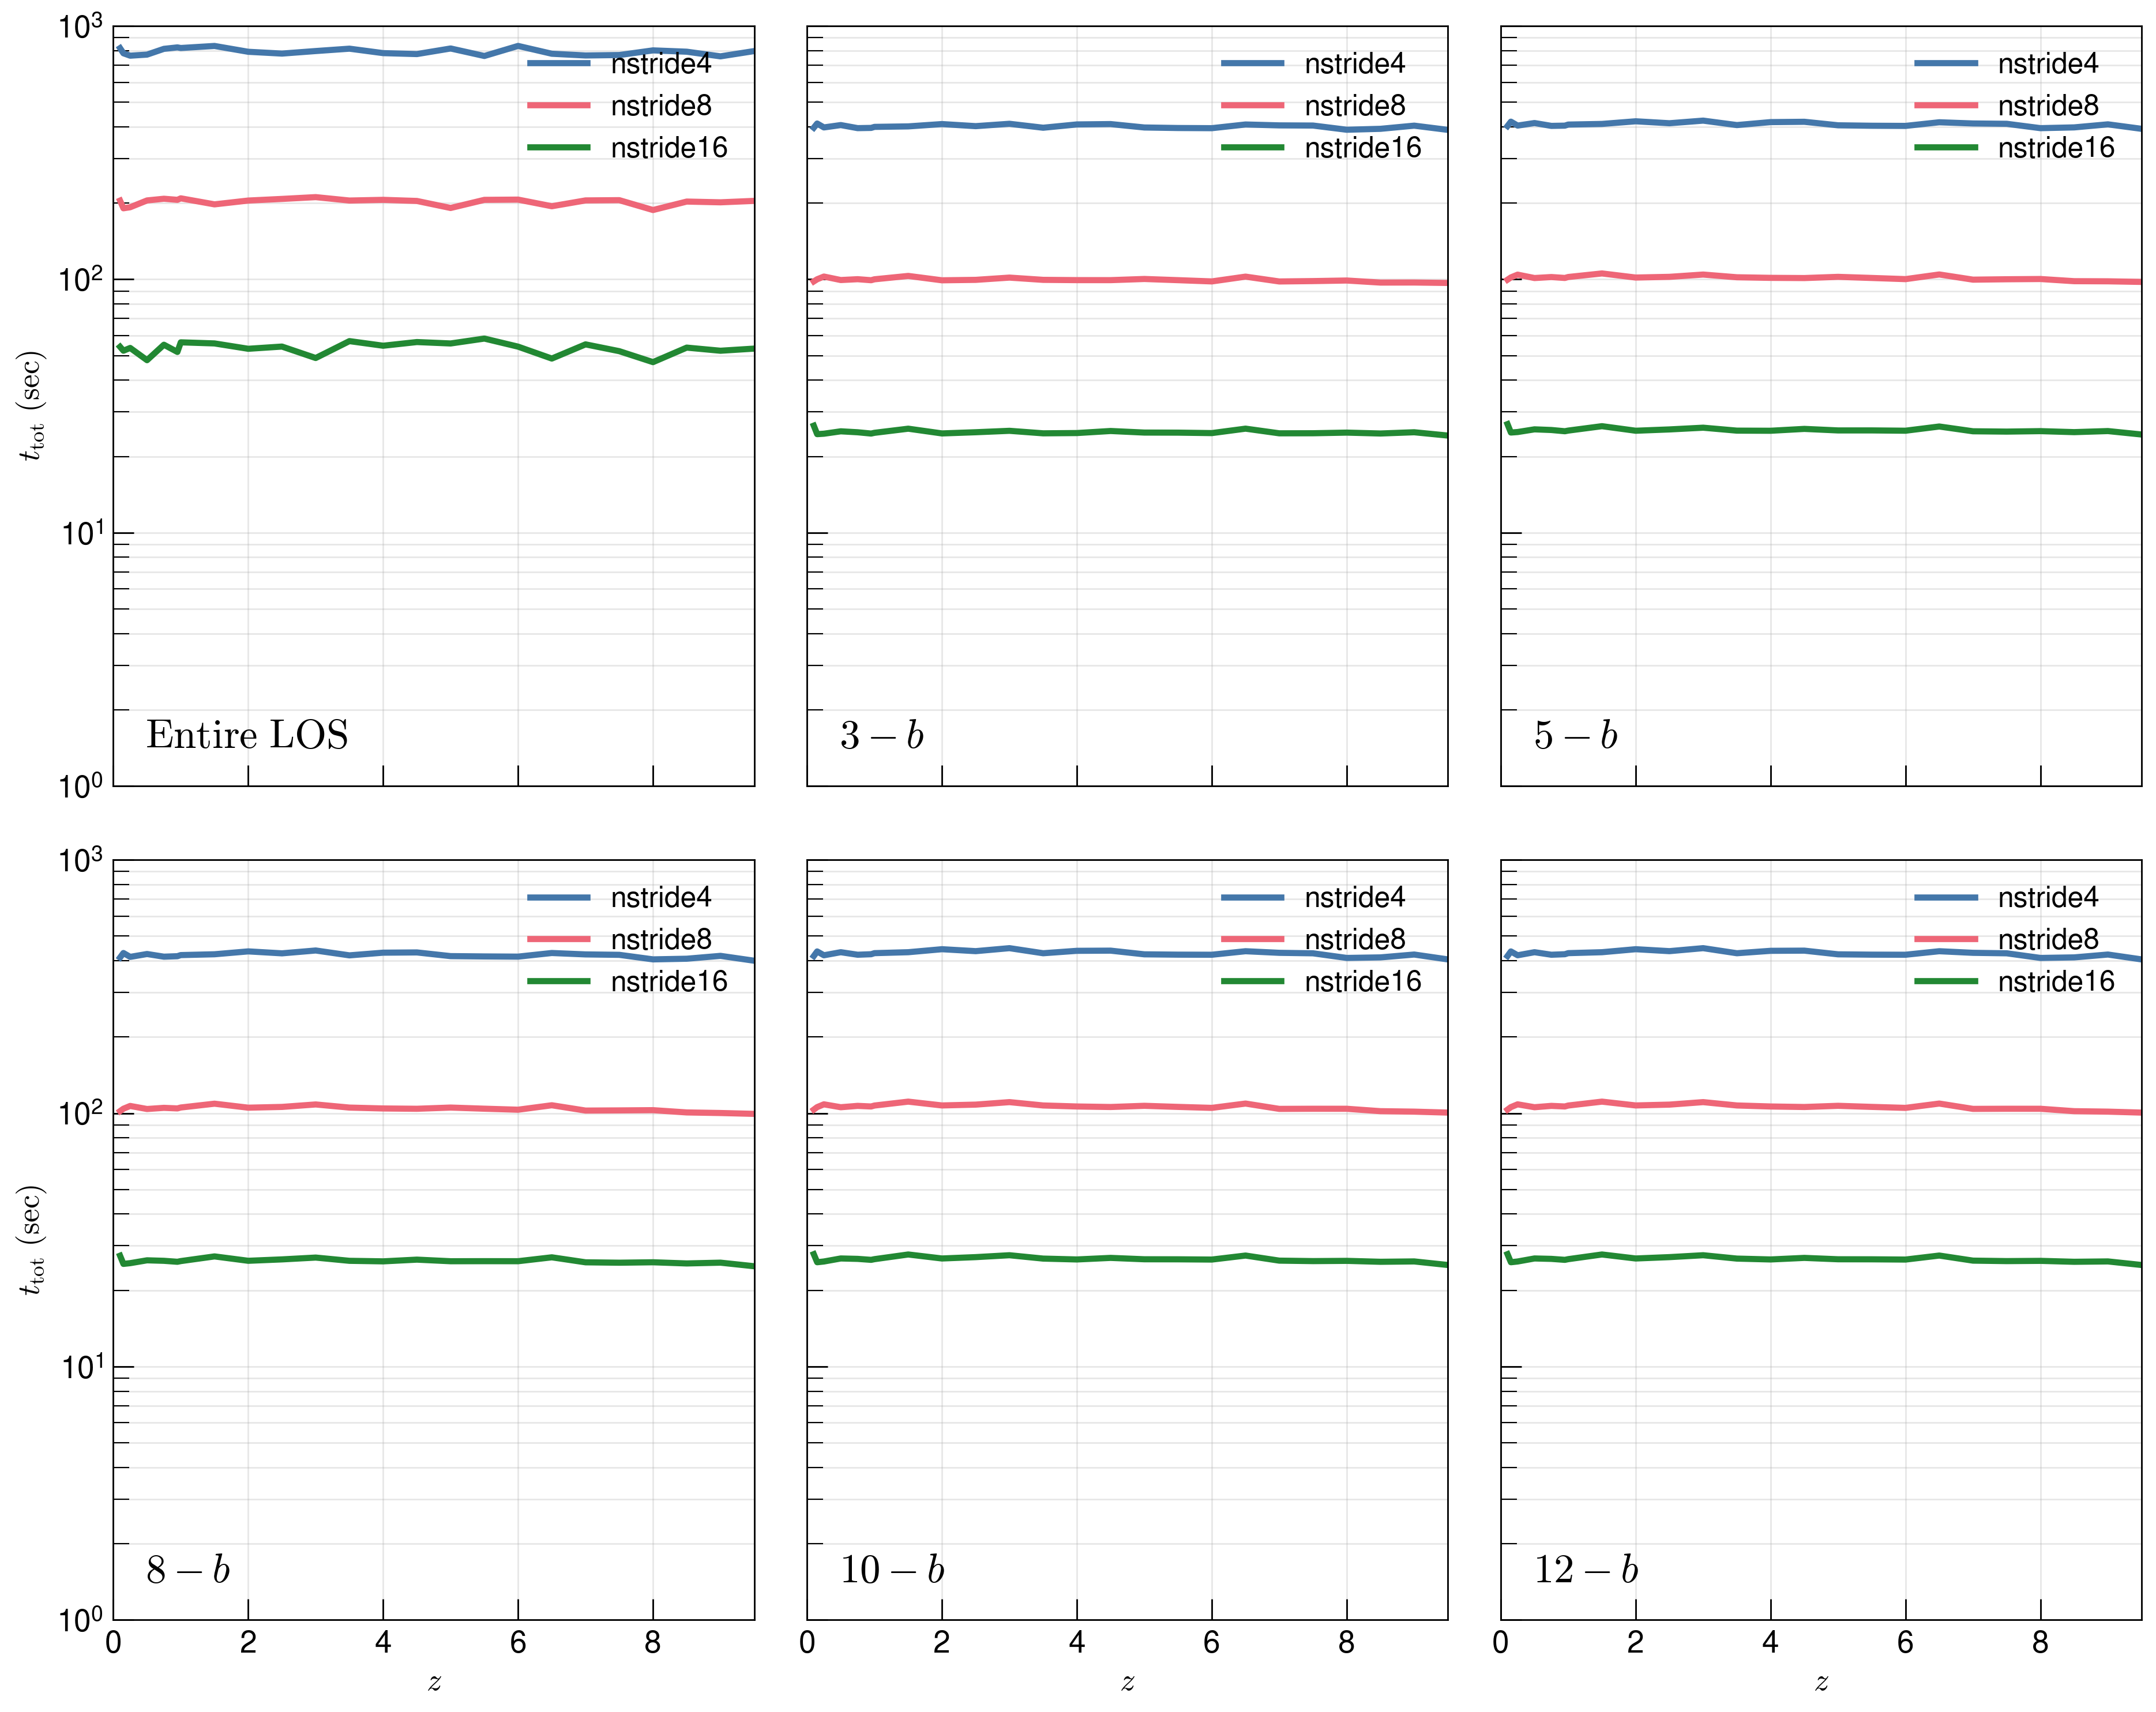 10³
nstride4
nstride8
nstride16
10²
t_tot (sec)
10¹
Entire LOS
10⁰
nstride4
nstride8
nstride16
3 − b
nstride4
nstride8
nstride16
5 − b
10³
nstride4
nstride8
nstride16
10²
t_tot (sec)
10¹
8 − b
10⁰
0 2 4 6 8
z
nstride4
nstride8
nstride16
10 − b
0 2 4 6 8
z
nstride4
nstride8
nstride16
12 − b
0 2 4 6 8
z